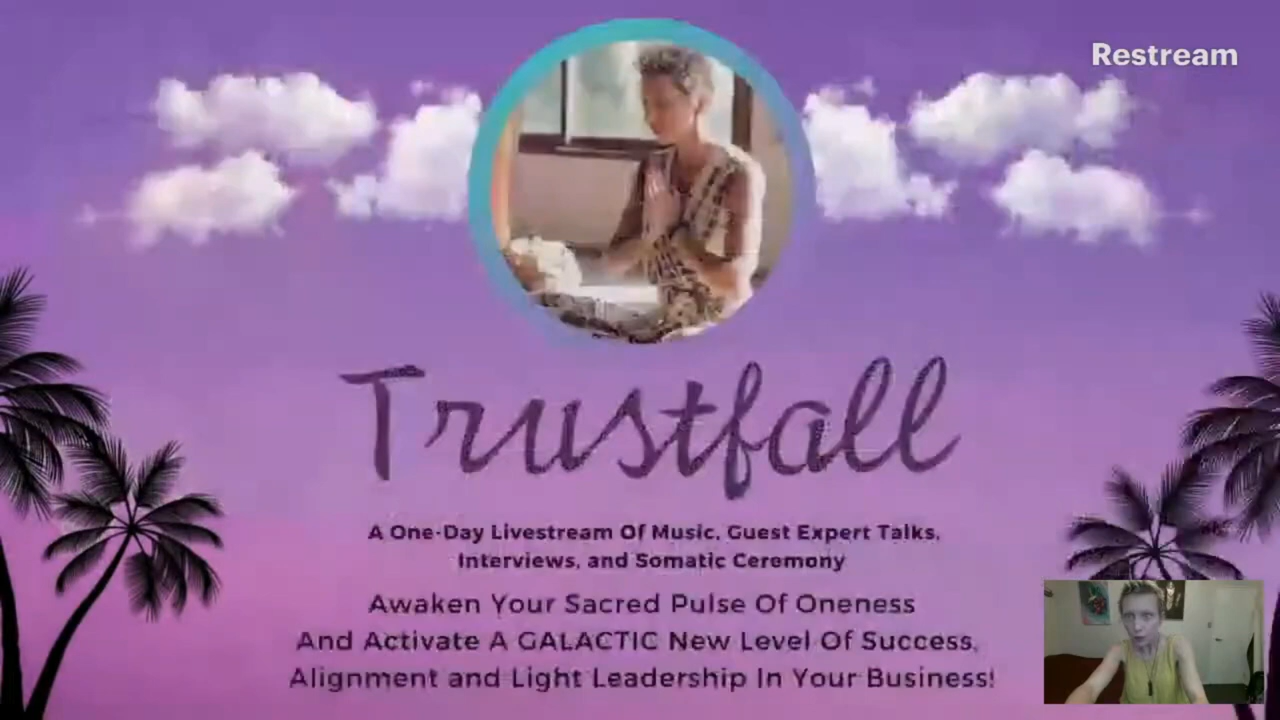 Restream
Trustfall
A One-Day Livestream Of Music, Guest Expert Talks,
Interviews, and Somatic Ceremony
Awaken Your Sacred Pulse Of Oneness
And Activate A GALACTIC New Level Of Success,
Alignment and Light Leadership In Your Business!